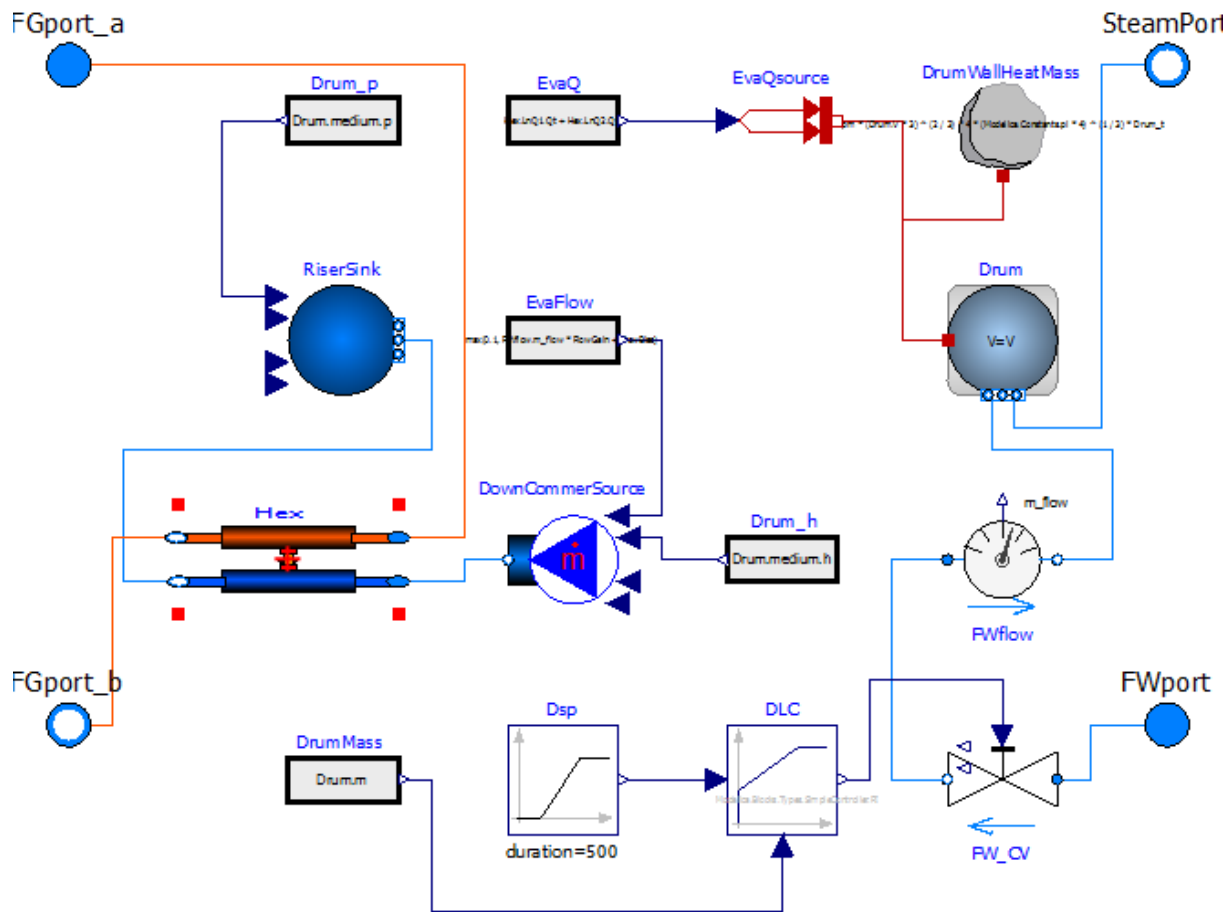 FGport_a
SteamPort
Drum_p
EvaQ
EvaQsource
DrumWallHeatMass
Drum.medium.p
RiserSink
EvaFlow
Drum
V=V
DownCommerSource
Hex
Drum_h
m_flow
ṁ
Drum.medium.h
FWflow
FGport_b
FWport
Dsp
DLC
DrumMass
Drum.m
duration=500
FW_CV